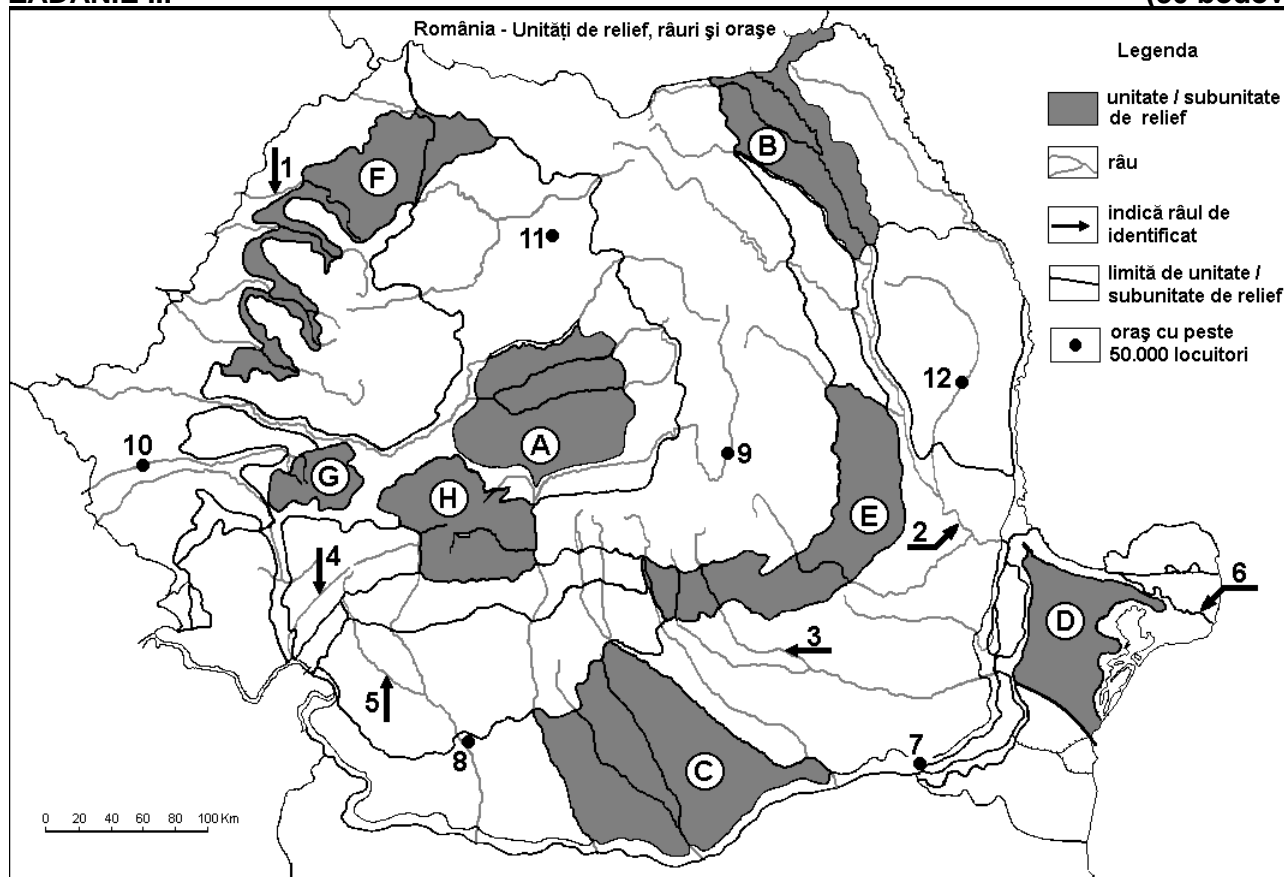 România - Unități de relief, râuri și orașe
Legenda
unitate / subunitate
de relief
râu
indică râul de
identificat
limită de unitate /
subunitate de relief
oraș cu peste
50.000 locuitori
B
1
F
11
12
A
10
9
G
H
E
2
4
6
D
3
5
7
8
C
0 20 40 60 80 100 Km